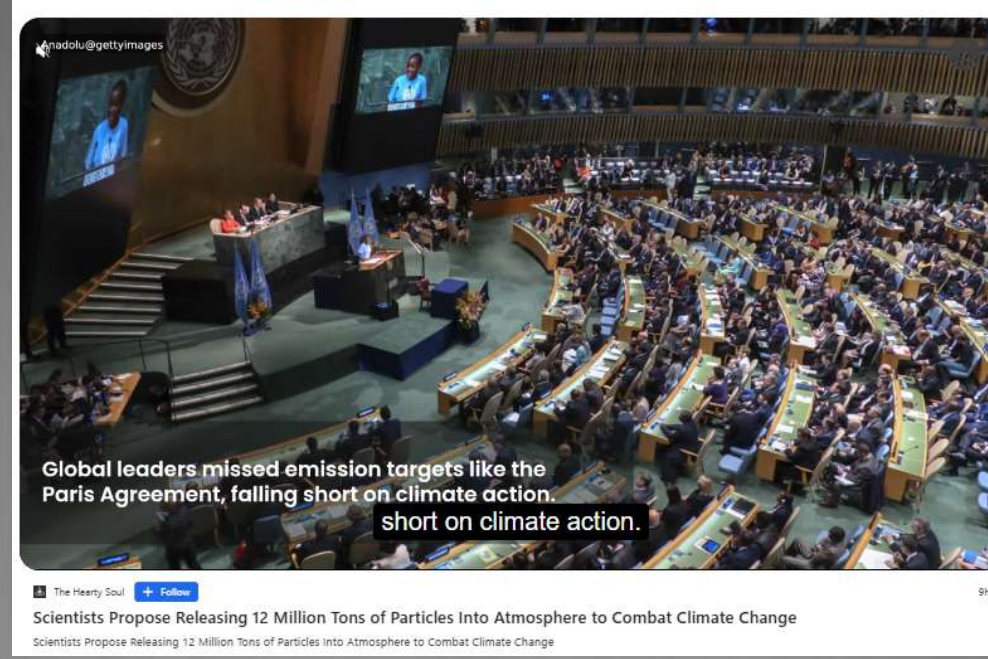 Anadolu@gettyimages
Global leaders missed emission targets like the
Paris Agreement, falling short on climate action.
short on climate action.
The Hearty Soul
+ Follow
9h
Scientists Propose Releasing 12 Million Tons of Particles Into Atmosphere to Combat Climate Change
Scientists Propose Releasing 12 Million Tons of Particles Into Atmosphere to Combat Climate Change